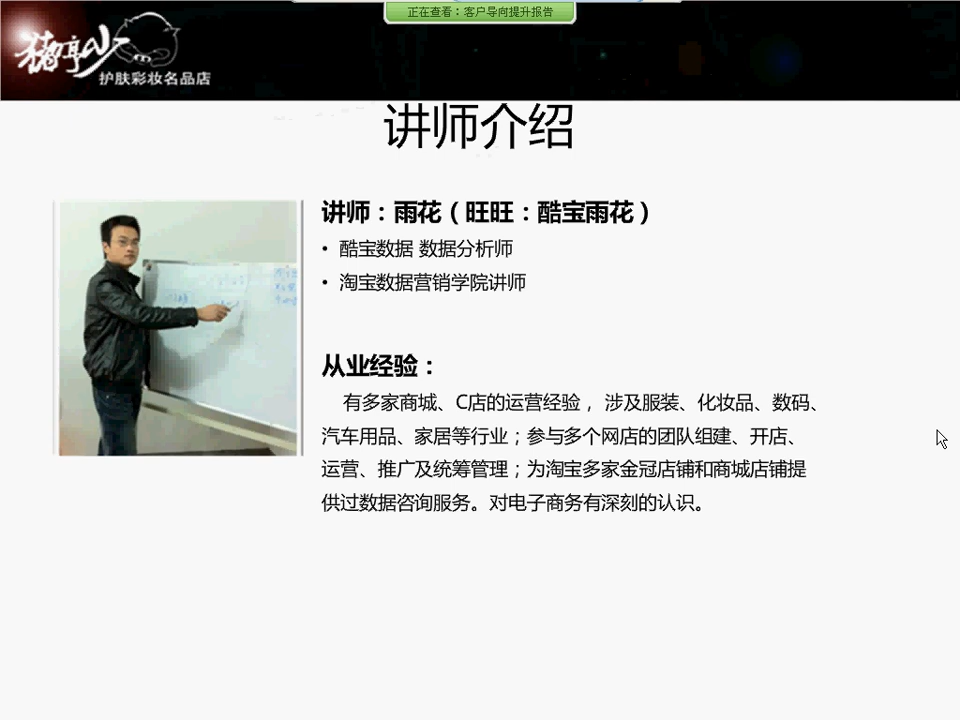 正在查看：客户导向提升报告
护肤彩妆名品店
讲师介绍
讲师：雨花（旺旺：酷宝雨花）
• 酷宝数据 数据分析师
• 淘宝数据营销学院讲师
从业经验：
有多家商城、C店的运营经验， 涉及服装、化妆品、数码、
汽车用品、家居等行业；参与多个网店的团队组建、开店、
运营、推广及统筹管理；为淘宝多家金冠店铺和商城店铺提
供过数据咨询服务。对电子商务有深刻的认识。